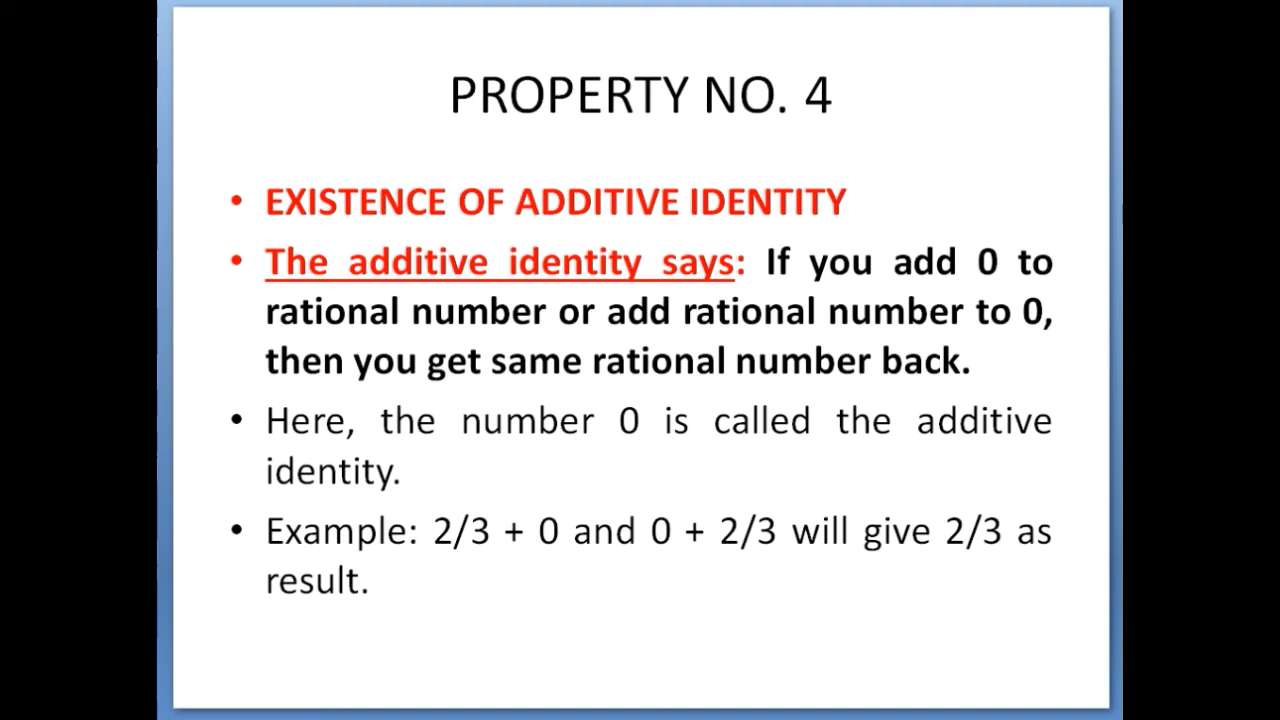 PROPERTY NO. 4
• EXISTENCE OF ADDITIVE IDENTITY
• The additive identity says: If you add 0 to
rational number or add rational number to 0,
then you get same rational number back.
• Here, the number 0 is called the additive
identity.
• Example: 2/3 + 0 and 0 + 2/3 will give 2/3 as
result.